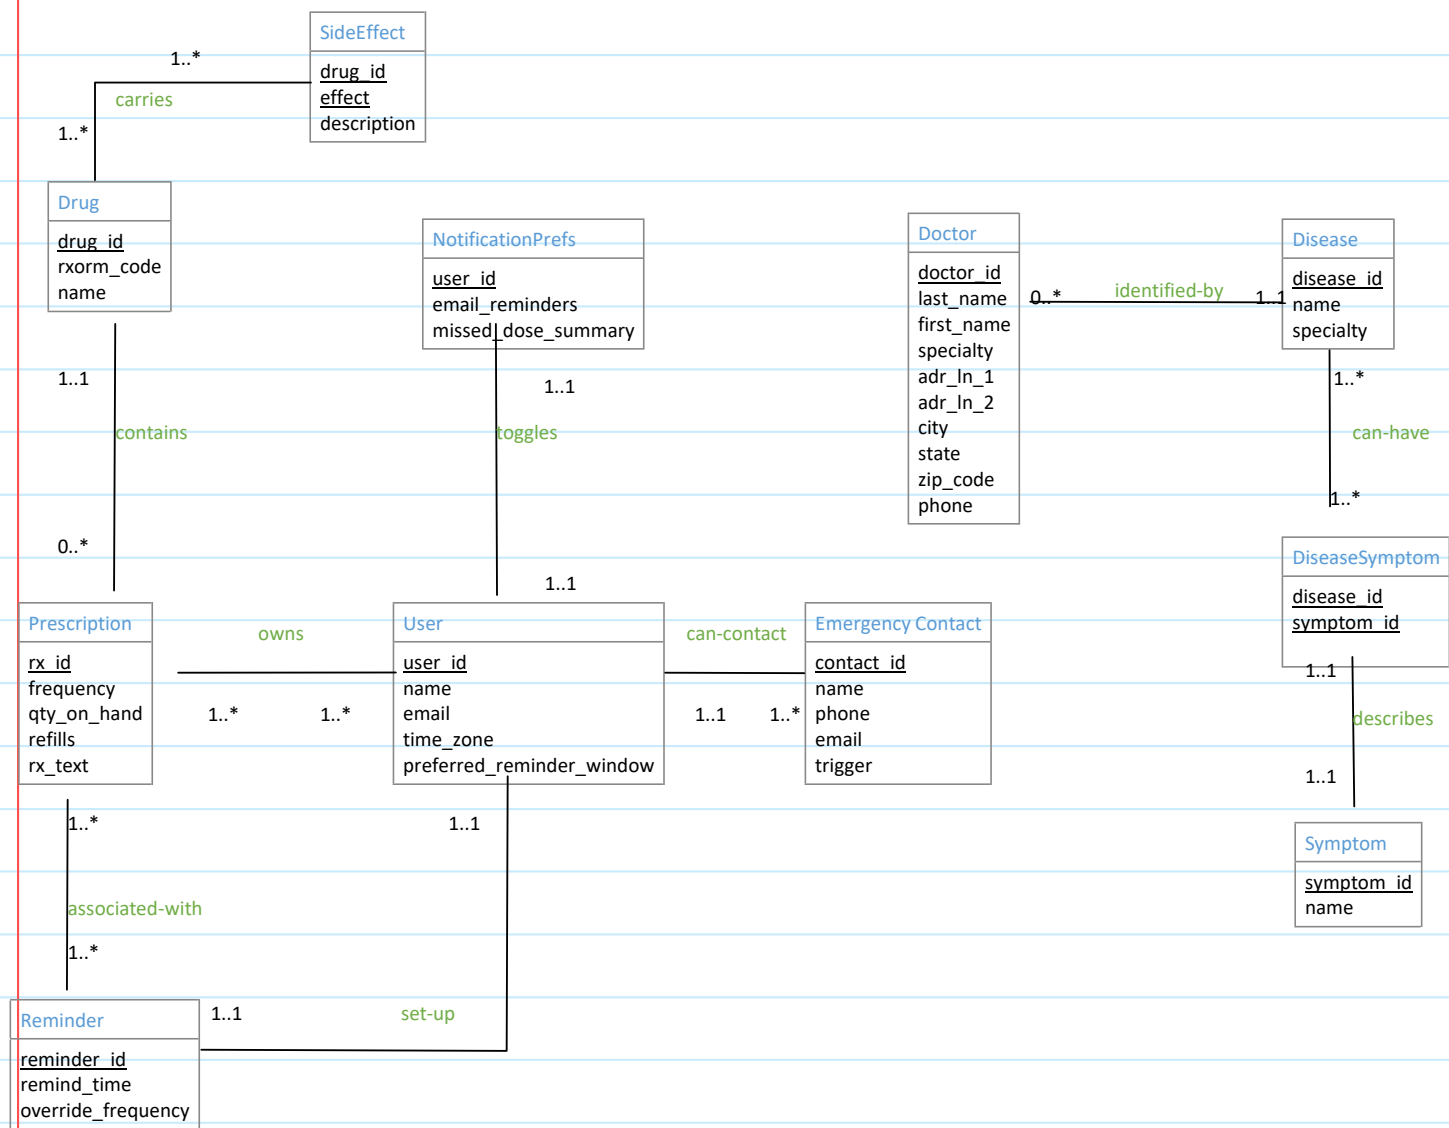 SideEffect
drug_id
effect
description
1..*
carries
1..*
Drug
drug_id
rxorm_code
name
NotificationPrefs
user_id
email_reminders
missed_dose_summary
Doctor
doctor_id
last_name
first_name
specialty
adr_ln_1
adr_ln_2
city
state
zip_code
phone
0..*
identified-by
1..1
Disease
disease_id
name
specialty
1..1
contains
0..*
1..1
toggles
1..1
1..*
can-have
1..*
DiseaseSymptom
disease_id
symptom_id
Prescription
rx_id
frequency
qty_on_hand
refills
rx_text
owns
1..*
1..*
User
user_id
name
email
time_zone
preferred_reminder_window
can-contact
1..1
1..*
Emergency Contact
contact_id
name
phone
email
trigger
1..1
describes
1..1
Symptom
symptom_id
name
1..*
associated-with
1..*
1..1
1..1
set-up
Reminder
reminder_id
remind_time
override_frequency